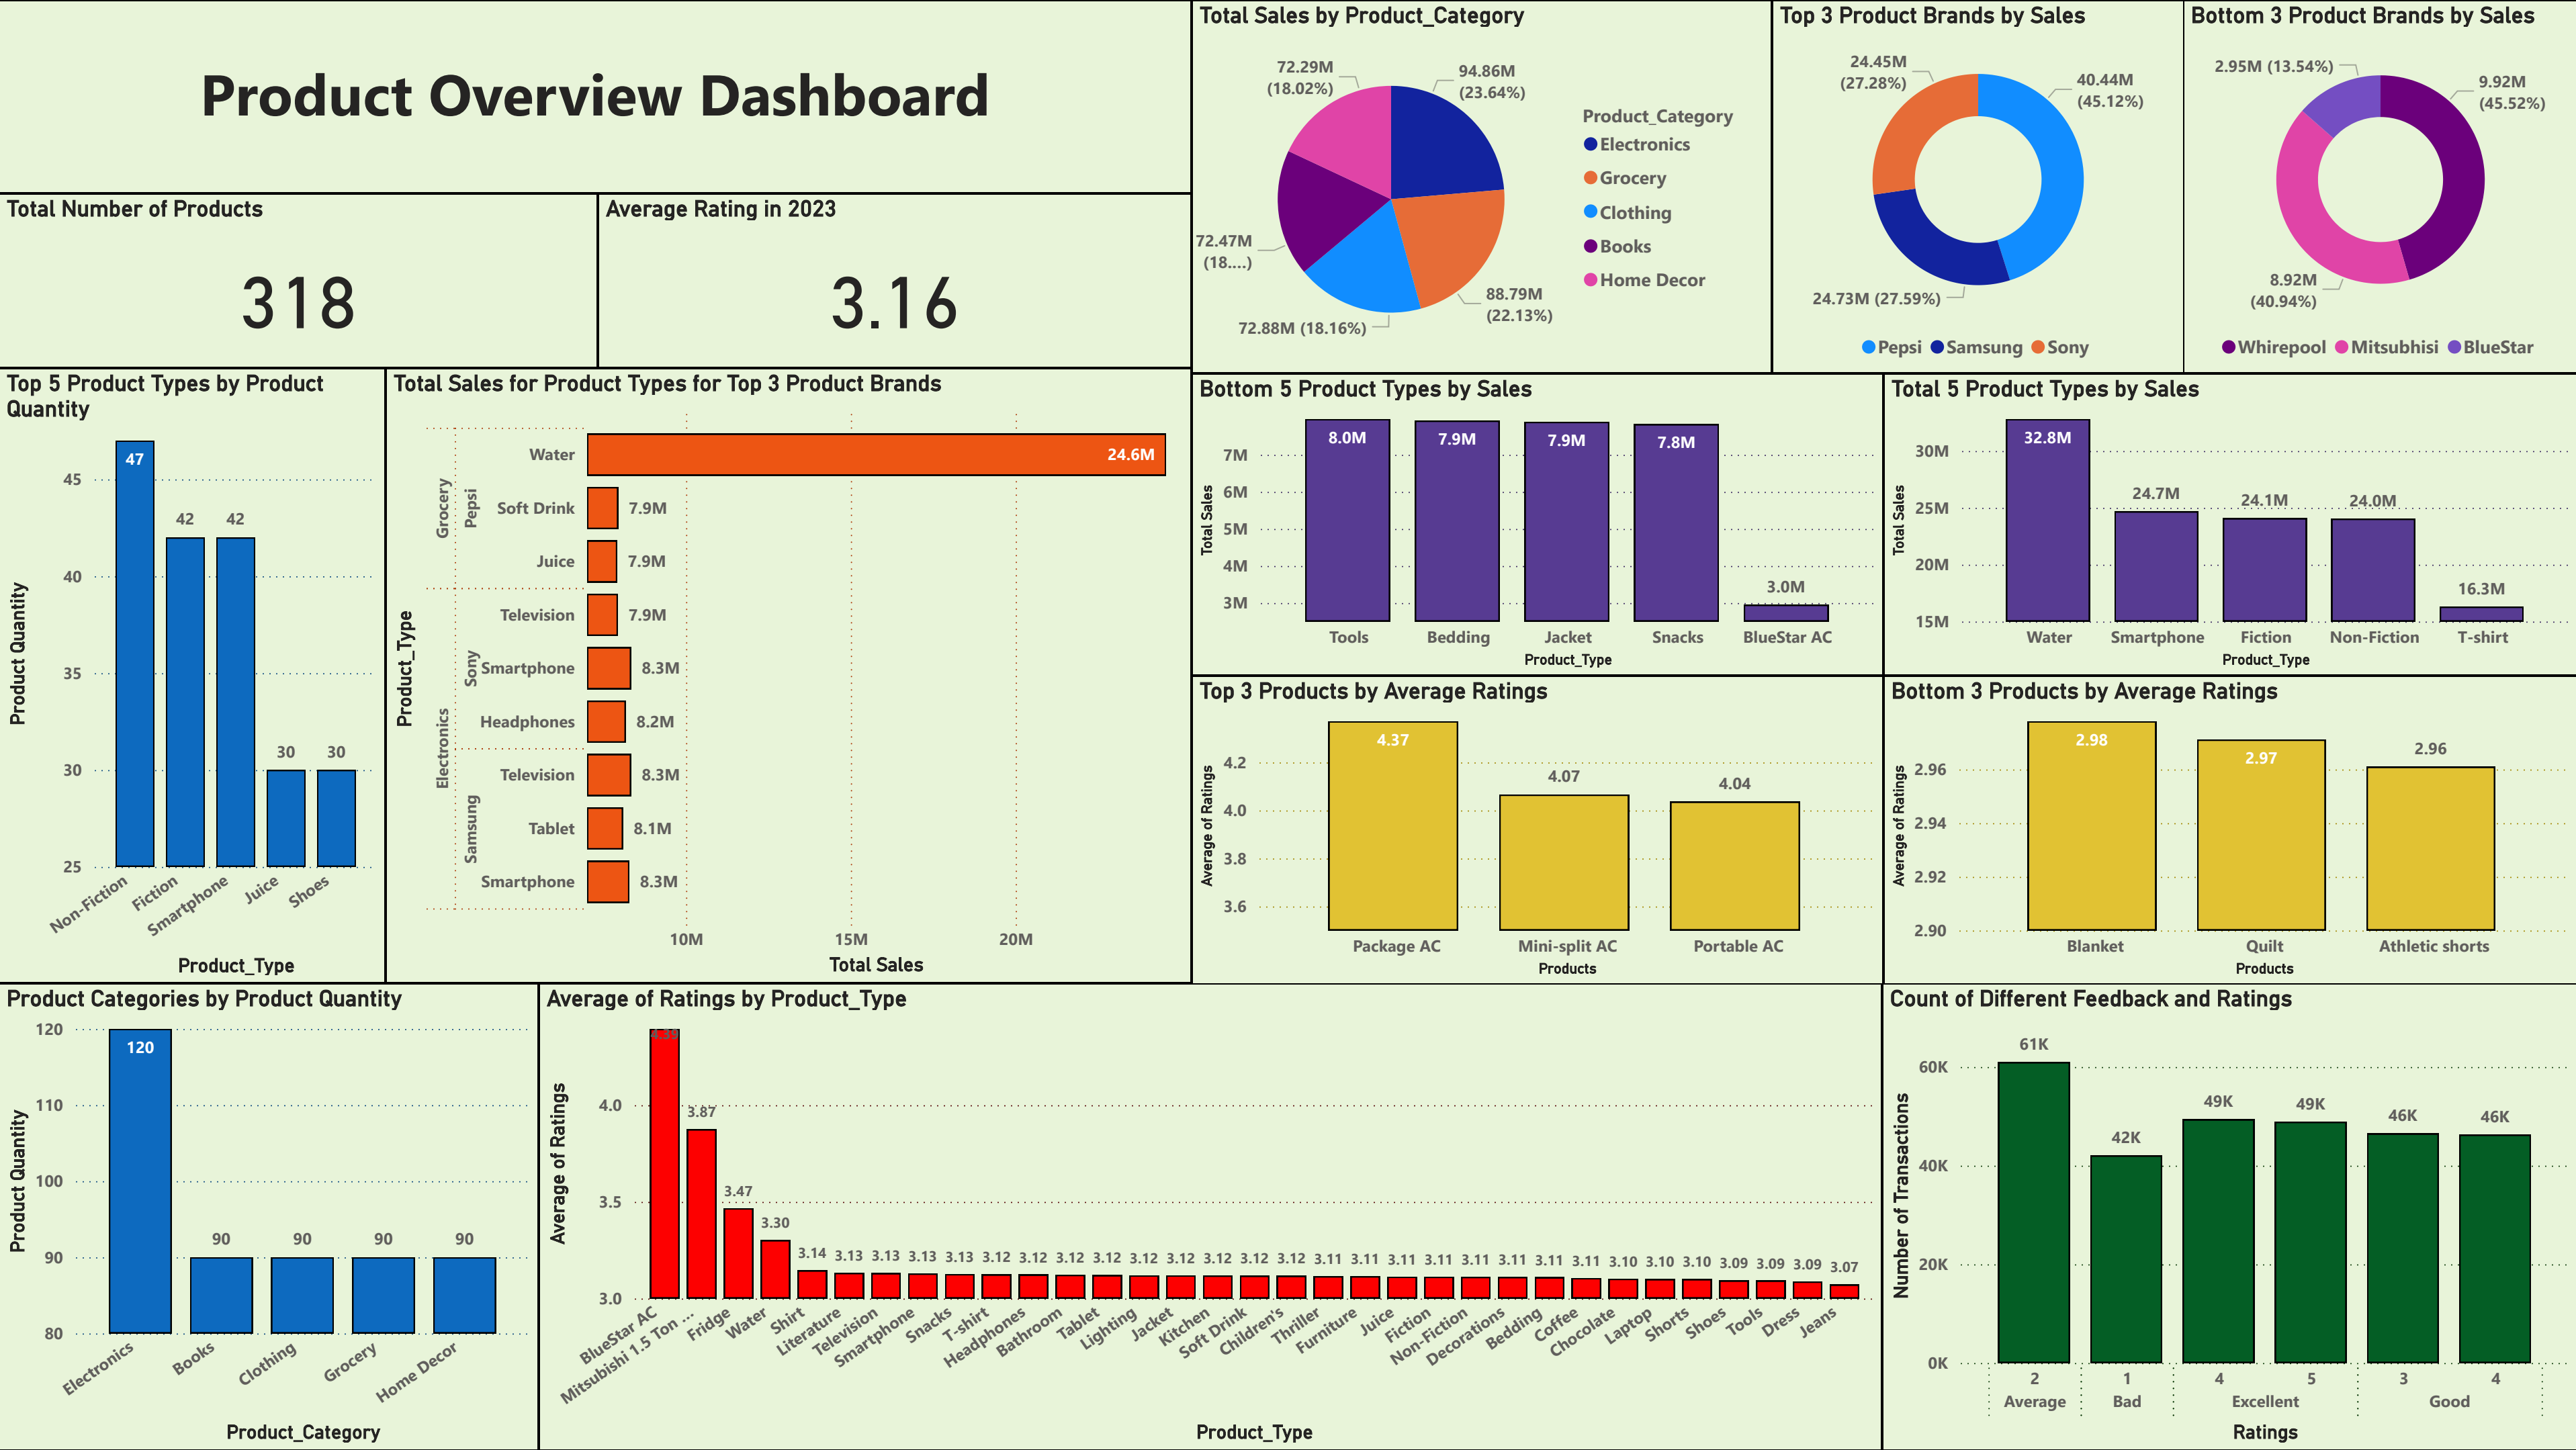 Product Overview Dashboard
Total Number of Products
318
Average Rating in 2023
3.16
Total Sales by Product_Category
72.29M
(18.02%)
94.86M
(23.64%)
72.47M
(18....)
88.79M
(22.13%)
72.88M (18.16%)
Product_Category
Electronics
Grocery
Clothing
Books
Home Decor
Top 3 Product Brands by Sales
24.45M
(27.28%)
40.44M
(45.12%)
24.73M (27.59%)
Pepsi Samsung Sony
Bottom 3 Product Brands by Sales
2.95M (13.54%)
9.92M
(45.52%)
8.92M
(40.94%)
Whirepool Mitsubhisi BlueStar
Top 5 Product Types by Product
Quantity
Product Quantity
45
40
35
30
25
47
42
42
30
30
Non-Fiction
Fiction
Smartphone
Juice
Shoes
Product_Type
Total Sales for Product Types for Top 3 Product Brands
Product_Type
Grocery
Electronics
Pepsi
Sony
Samsung
Water 24.6M
Soft Drink 7.9M
Juice 7.9M
Television 7.9M
Smartphone 8.3M
Headphones 8.2M
Television 8.3M
Tablet 8.1M
Smartphone 8.3M
10M 15M 20M
Total Sales
Bottom 5 Product Types by Sales
Total Sales
7M
6M
5M
4M
3M
8.0M 7.9M 7.9M 7.8M 3.0M
Tools Bedding Jacket Snacks BlueStar AC
Product_Type
Total 5 Product Types by Sales
Total Sales
30M
25M
20M
15M
32.8M 24.7M 24.1M 24.0M 16.3M
Water Smartphone Fiction Non-Fiction T-shirt
Product_Type
Top 3 Products by Average Ratings
Average of Ratings
4.2
4.0
3.8
3.6
4.37 4.07 4.04
Package AC Mini-split AC Portable AC
Products
Bottom 3 Products by Average Ratings
Average of Ratings
2.96
2.94
2.92
2.90
2.98 2.97 2.96
Blanket Quilt Athletic shorts
Products
Product Categories by Product Quantity
Product Quantity
120
110
100
90
80
120 90 90 90 90
Electronics
Books
Clothing
Grocery
Home Decor
Product_Category
Average of Ratings by Product_Type
Average of Ratings
4.0
3.5
3.0
3.87 3.47 3.30 3.14 3.13 3.13 3.13 3.13 3.12 3.12 3.12 3.12 3.12 3.12 3.12 3.12 3.12 3.11 3.11 3.11 3.11 3.11 3.11 3.11 3.11 3.10 3.10 3.10 3.09 3.09 3.09 3.07
BlueStar AC
Mitsubishi 1.5 Ton ...
Fridge
Water
Shirt
Literature
Television
Smartphone
Snacks
T-shirt
Headphones
Bathroom
Tablet
Lighting
Jacket
Kitchen
Soft Drink
Children's
Thriller
Furniture
Juice
Fiction
Non-Fiction
Decorations
Bedding
Coffee
Chocolate
Laptop
Shorts
Shoes
Tools
Dress
Jeans
Product_Type
Count of Different Feedback and Ratings
Number of Transactions
60K
40K
20K
0K
61K 42K 49K 49K 46K 46K
2 1 4 5 3 4
Average Bad Excellent Good
Ratings